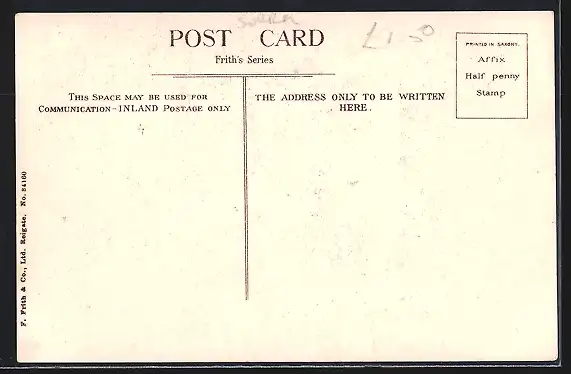 POST CARD
£1-50
Frith's Series
PRINTED IN SAXONY.
Affix
Half penny
Stamp
THIS SPACE MAY BE USED FOR
COMMUNICATION-INLAND POSTAGE ONLY
THE ADDRESS ONLY TO BE WRITTEN
HERE.
F. Frith & Co., Ltd. Reigate. No. 84160